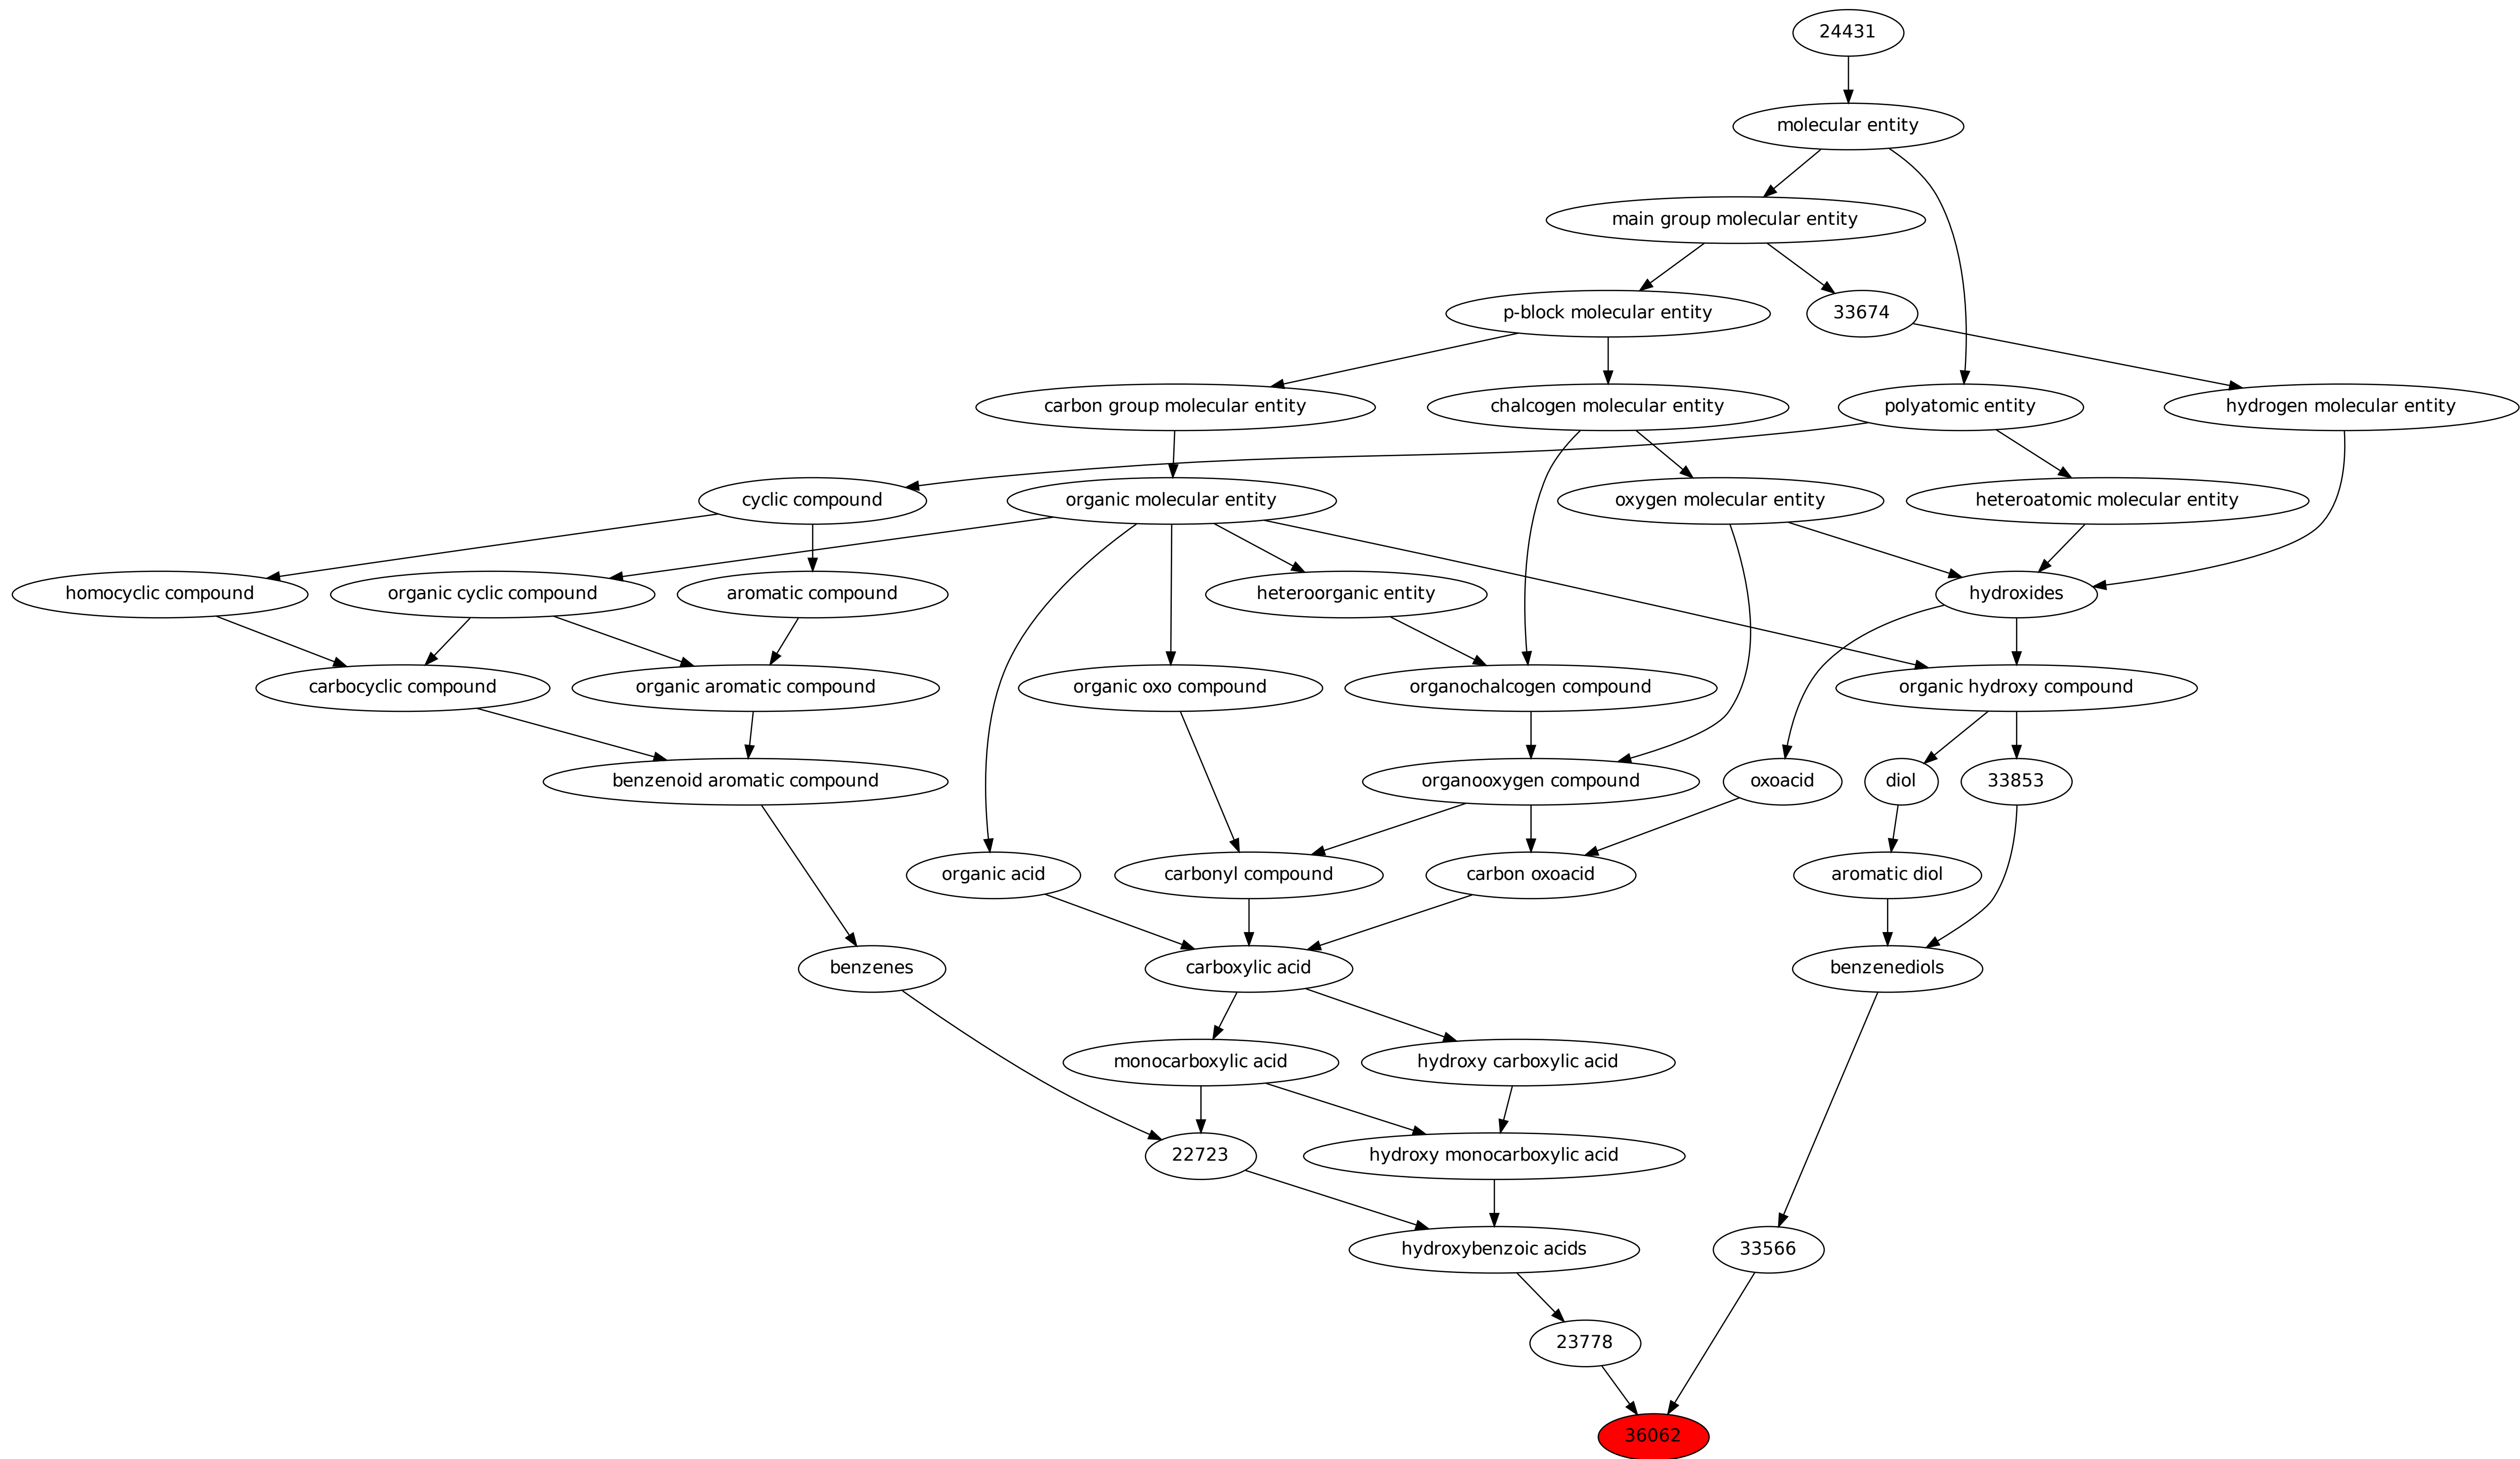 24431
molecular entity
main group molecular entity
p-block molecular entity
33674
carbon group molecular entity
chalcogen molecular entity
polyatomic entity
hydrogen molecular entity
cyclic compound
organic molecular entity
oxygen molecular entity
heteroatomic molecular entity
homocyclic compound
organic cyclic compound
aromatic compound
heteroorganic entity
hydroxides
carbocyclic compound
organic aromatic compound
organic oxo compound
organochalcogen compound
organic hydroxy compound
benzenoid aromatic compound
organooxygen compound
oxoacid
diol
33853
organic acid
carbonyl compound
carbon oxoacid
aromatic diol
benzenes
carboxylic acid
benzenediols
monocarboxylic acid
hydroxy carboxylic acid
22723
hydroxy monocarboxylic acid
hydroxybenzoic acids
33566
23778
36062